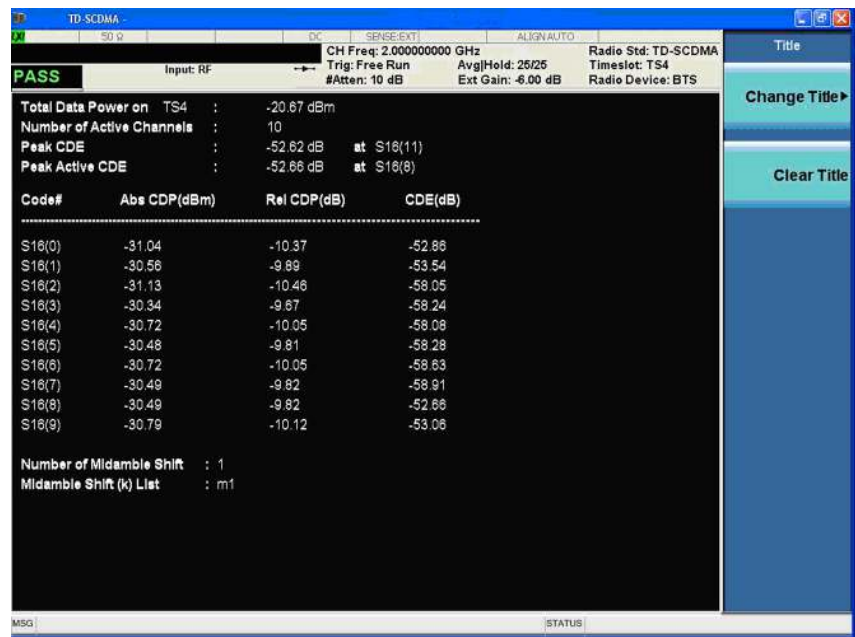 TD-SCDMA -
LXI 50 Ω DC SENSE:EXT ALIGN AUTO
CH Freq: 2.000000000 GHz Radio Std: TD-SCDMA
Trig: Free Run Avg|Hold: 25/25 Timeslot: TS4
PASS Input: RF #Atten: 10 dB Ext Gain: -6.00 dB Radio Device: BTS
Title
Change Title
Clear Title
Total Data Power on TS4 : -20.67 dBm
Number of Active Channels : 10
Peak CDE : -52.62 dB at S16(11)
Peak Active CDE : -52.66 dB at S16(8)
Code# Abs CDP(dBm) Rel CDP(dB) CDE(dB)
S16(0) -31.04 -10.37 -52.86
S16(1) -30.56 -9.89 -53.54
S16(2) -31.13 -10.46 -58.05
S16(3) -30.34 -9.67 -58.24
S16(4) -30.72 -10.05 -58.08
S16(5) -30.48 -9.81 -58.28
S16(6) -30.72 -10.05 -58.63
S16(7) -30.49 -9.82 -58.91
S16(8) -30.49 -9.82 -52.66
S16(9) -30.79 -10.12 -53.06
Number of Midamble Shift : 1
Midamble Shift (k) List : m1
MSG STATUS